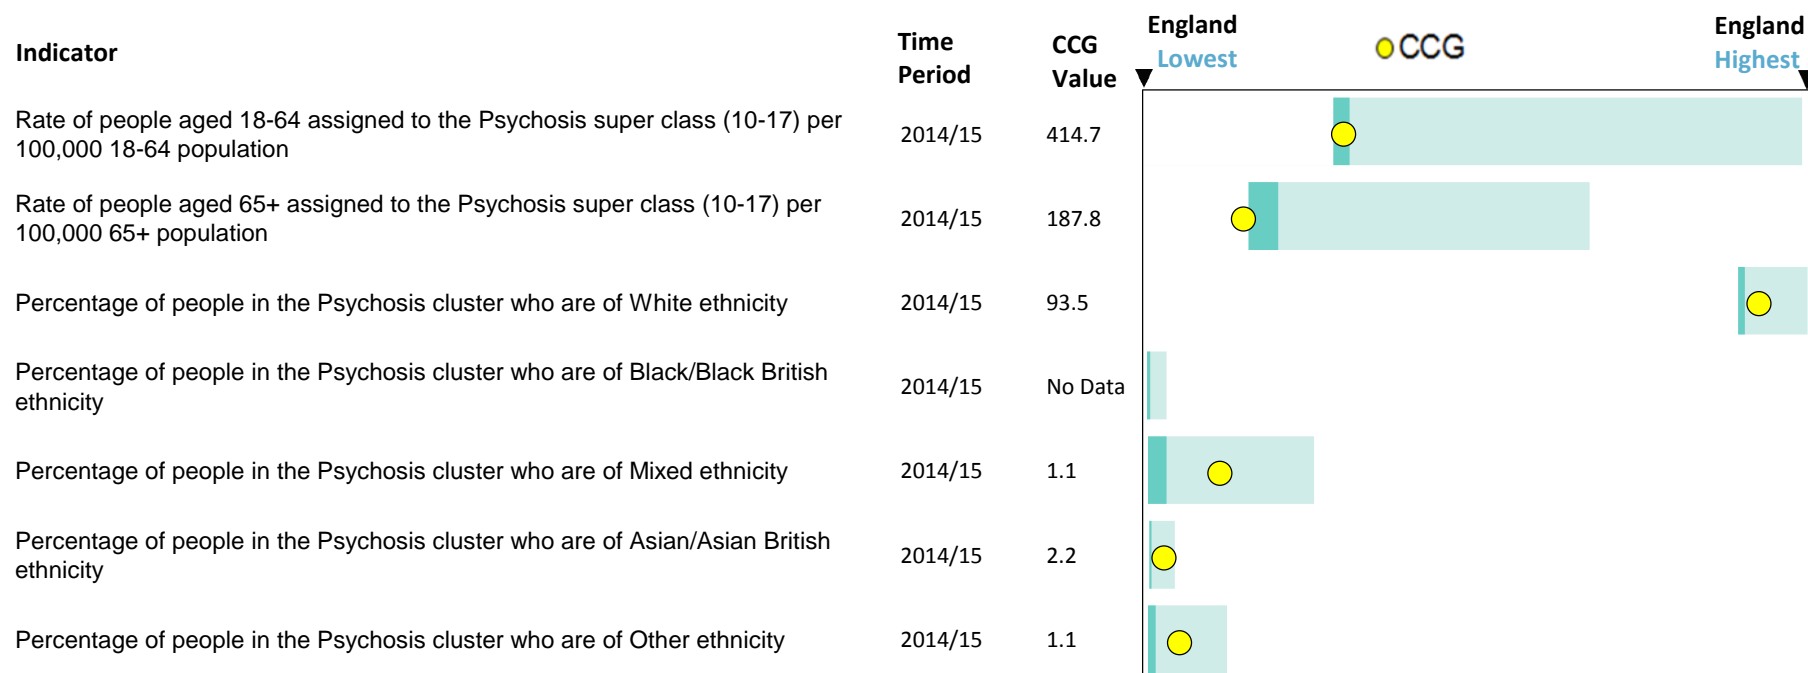 Indicator
Time
Period
CCG
Value
England
Lowest
CCG
England
Highest
Rate of people aged 18-64 assigned to the Psychosis super class (10-17) per
100,000 18-64 population
2014/15
414.7
Rate of people aged 65+ assigned to the Psychosis super class (10-17) per
100,000 65+ population
2014/15
187.8
Percentage of people in the Psychosis cluster who are of White ethnicity
2014/15
93.5
Percentage of people in the Psychosis cluster who are of Black/Black British
ethnicity
2014/15
No Data
Percentage of people in the Psychosis cluster who are of Mixed ethnicity
2014/15
1.1
Percentage of people in the Psychosis cluster who are of Asian/Asian British
ethnicity
2014/15
2.2
Percentage of people in the Psychosis cluster who are of Other ethnicity
2014/15
1.1